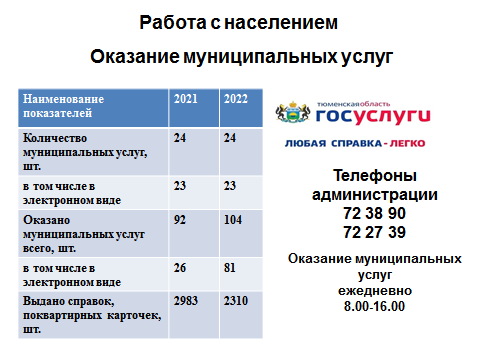 Работа с населением
Оказание муниципальных услуг
Наименование показателей 2021 2022
Количество муниципальных услуг, шт. 24 24
в том числе в электронном виде 23 23
Оказано муниципальных услуг всего, шт. 92 104
в том числе в электронном виде 26 81
Выдано справок, поквартирных карточек, шт. 2983 2310
тюменская область
госуслуги
ЛЮБАЯ СПРАВКА-ЛЕГКО
Телефоны
администрации
72 38 90
72 27 39
Оказание муниципальных
услуг
ежедневно
8.00-16.00